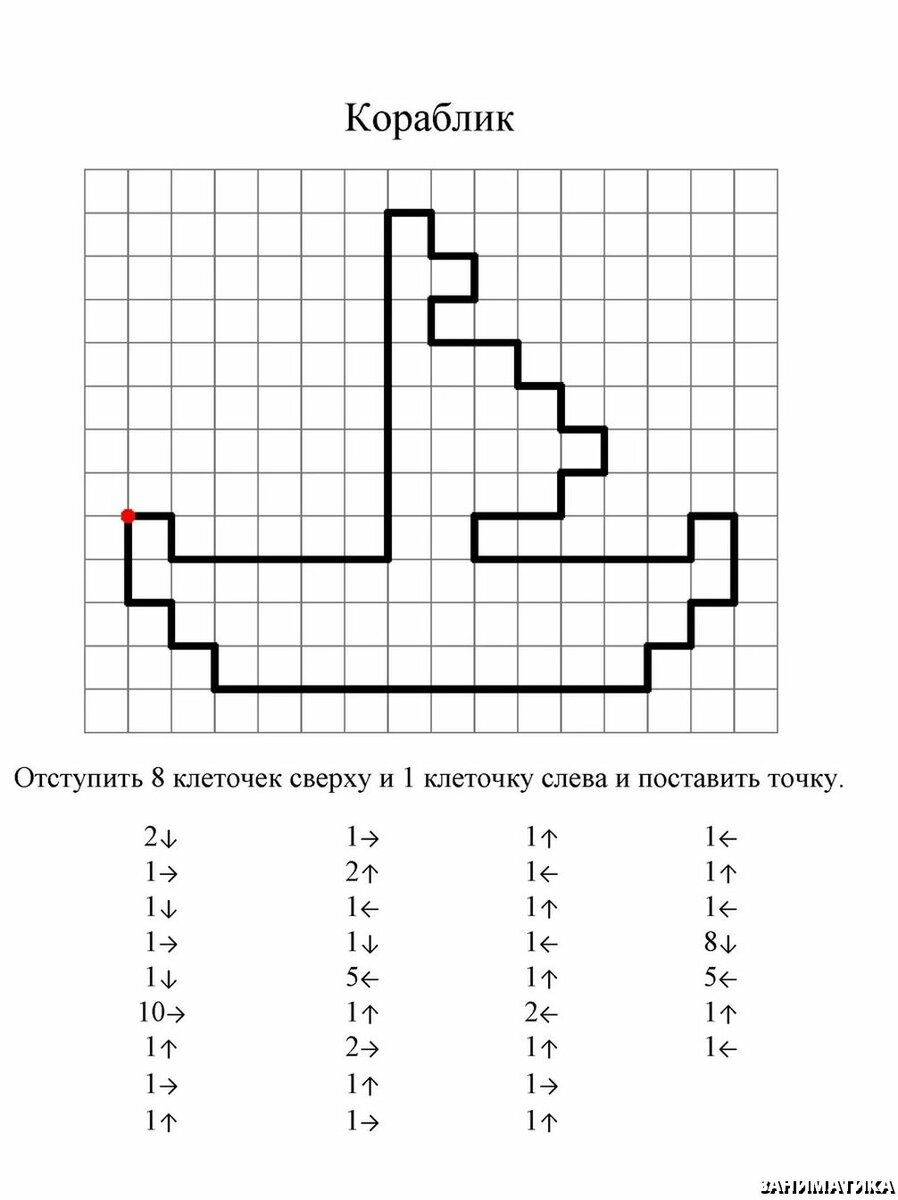 Кораблик
Отступить 8 клеточек сверху и 1 клеточку слева и поставить точку.
2↓ 1→ 1↑ 1←
1→ 2↑ 1← 1↑
1↓ 1← 1↑ 1←
1→ 1↓ 1← 8↓
1↓ 5← 1↑ 5←
10→ 1↑ 2← 1↑
1↑ 2→ 1↑ 1←
1→ 1↑ 1→
1↑ 1→ 1↑
ЗАНИМАТИКА